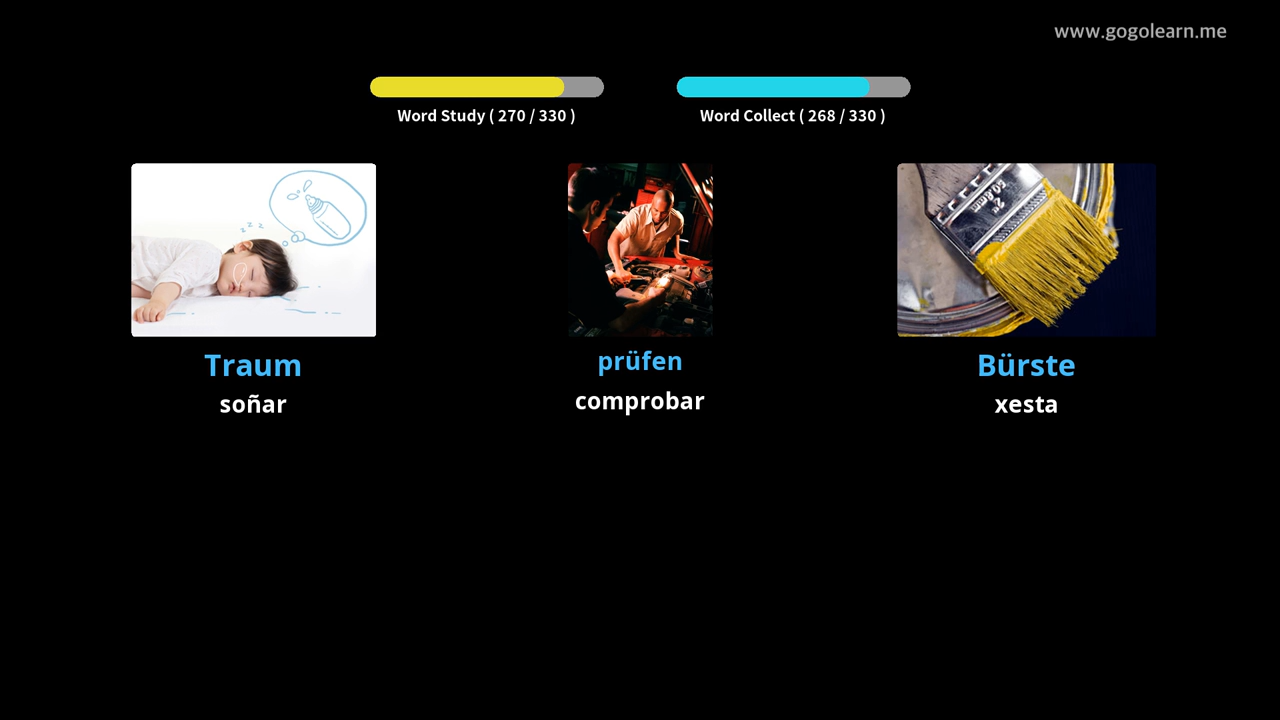 www.gogolearn.me
Word Study ( 270 / 330 )
Word Collect ( 268 / 330 )
Traum
prüfen
Bürste
soñar
comprobar
xesta